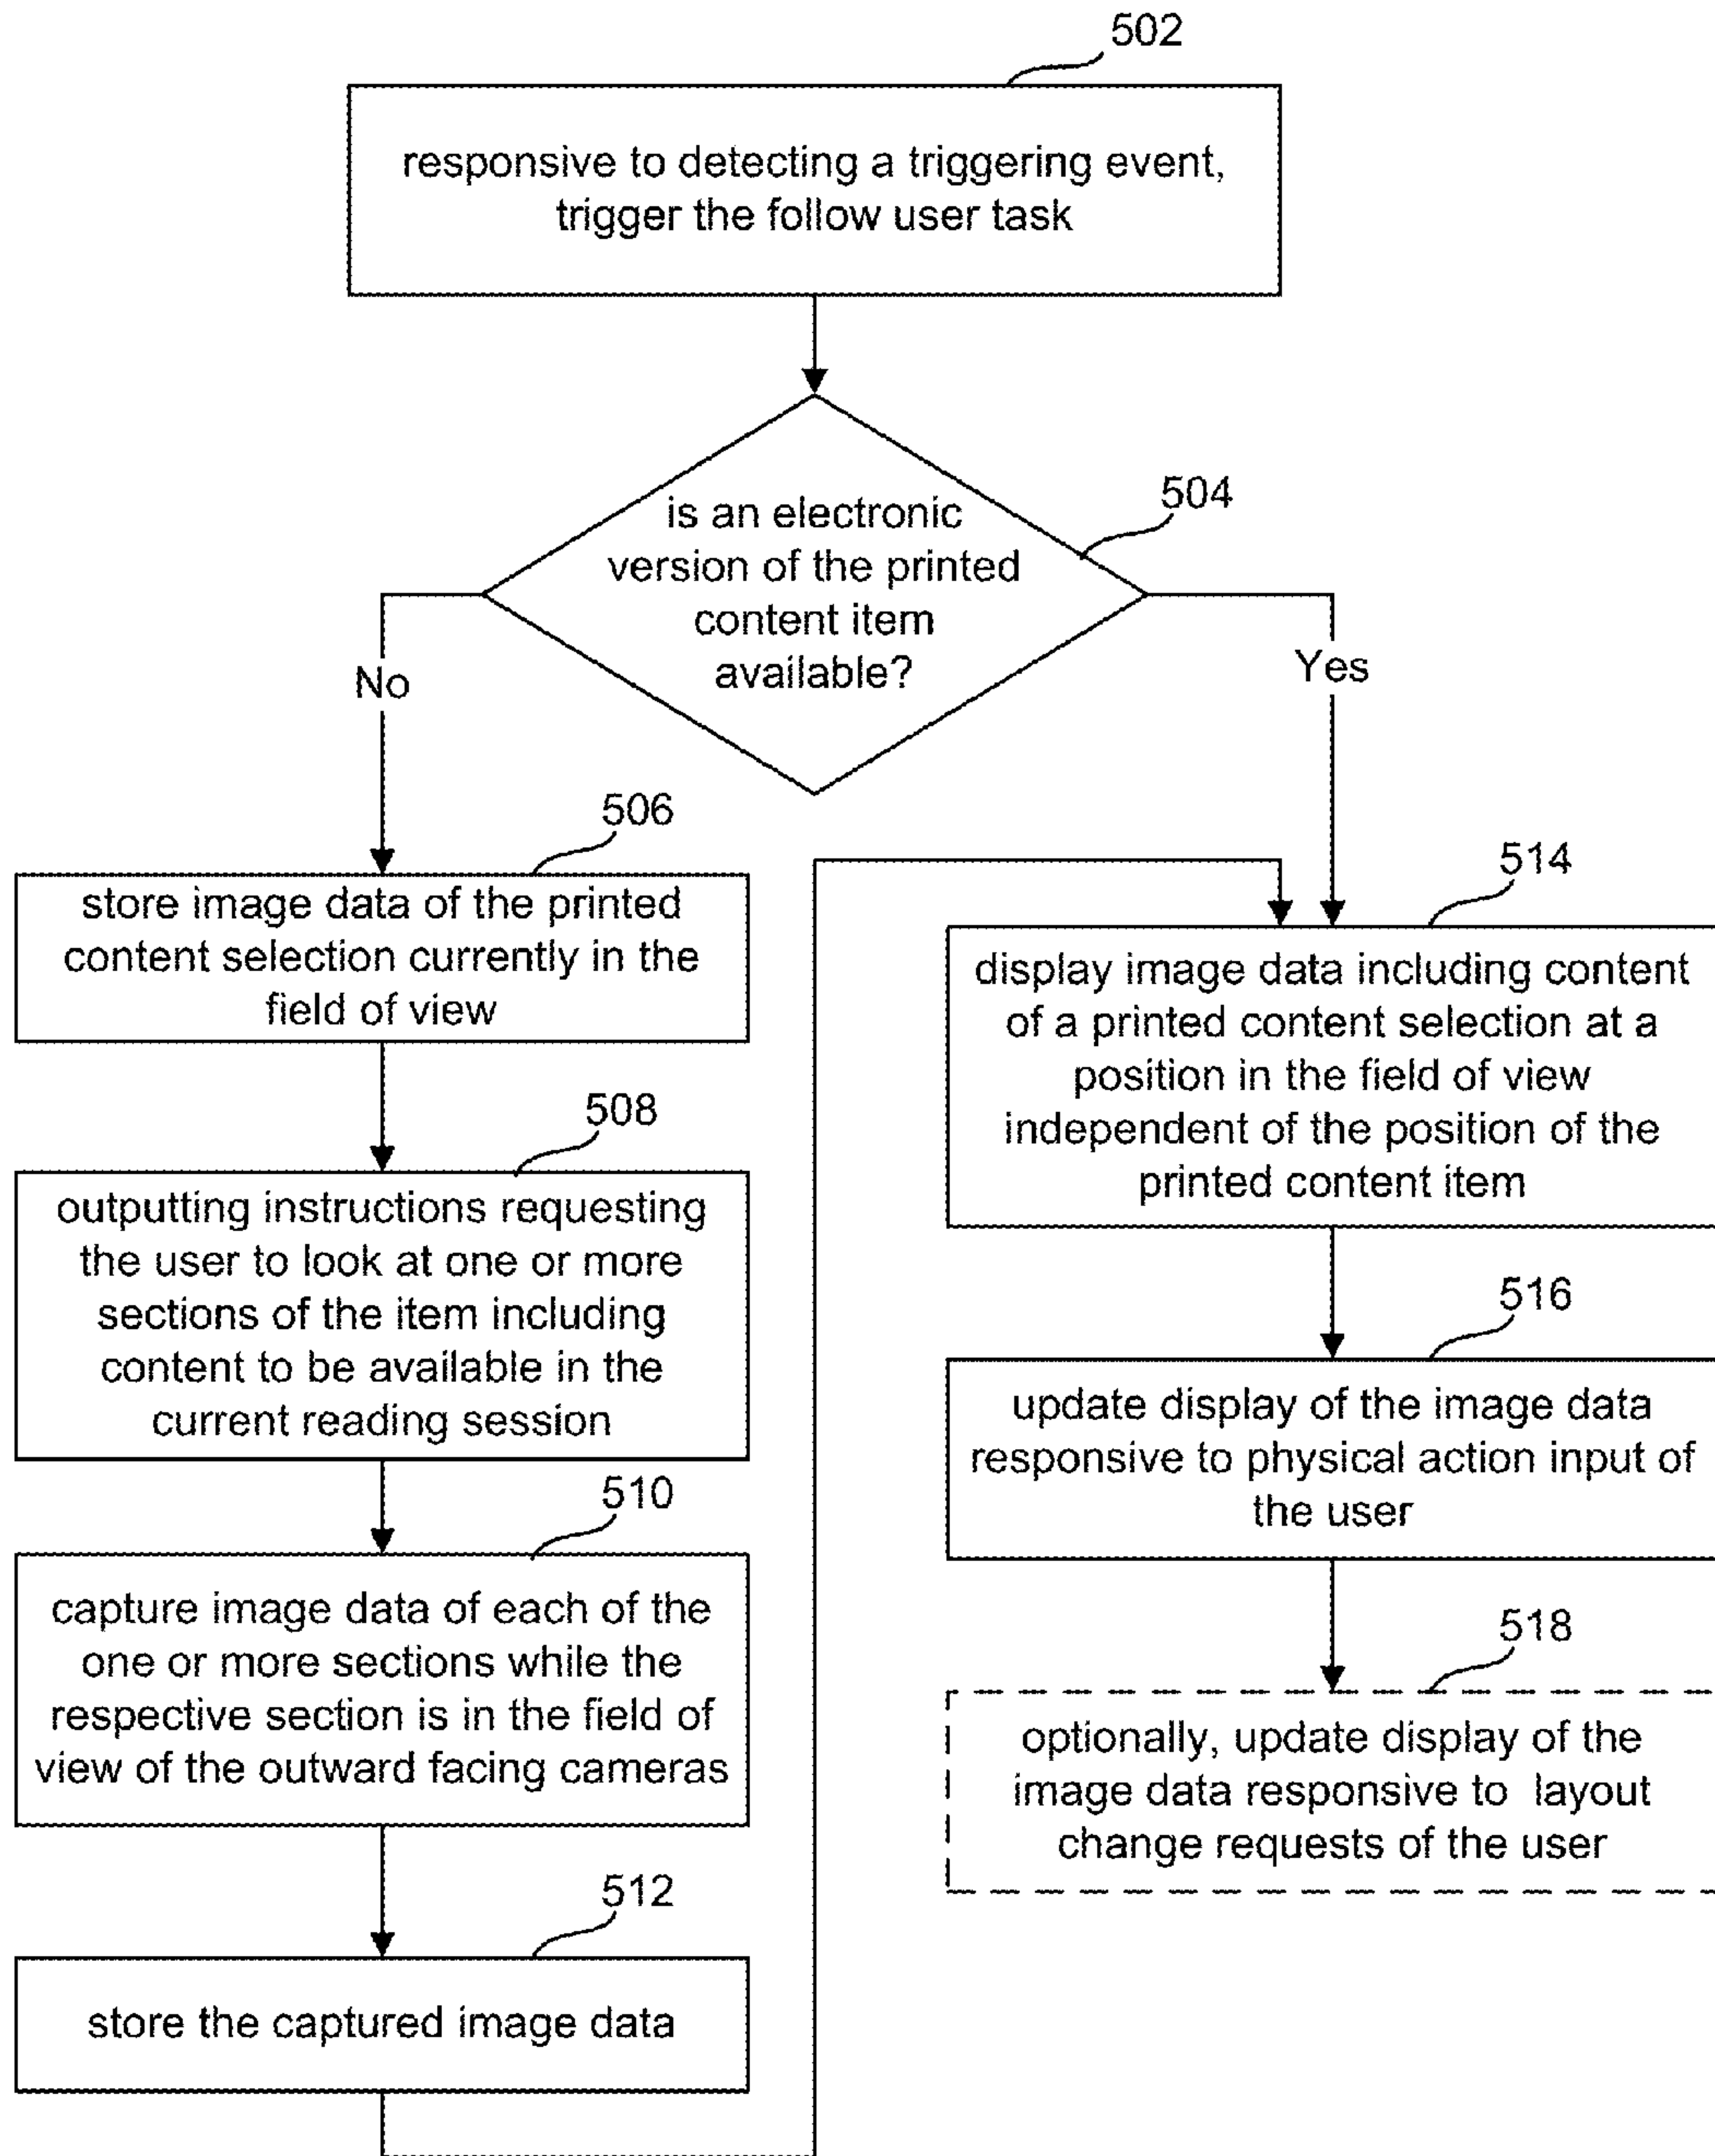 502
responsive to detecting a triggering event,
trigger the follow user task
504
is an electronic
version of the printed
content item
available?
No
Yes
506
store image data of the printed
content selection currently in the
field of view
508
outputting instructions requesting
the user to look at one or more
sections of the item including
content to be available in the
current reading session
510
capture image data of each of the
one or more sections while the
respective section is in the field of
view of the outward facing cameras
512
store the captured image data
514
display image data including content
of a printed content selection at a
position in the field of view
independent of the position of the
printed content item
516
update display of the image data
responsive to physical action input of
the user
518
optionally, update display of the
image data responsive to layout
change requests of the user